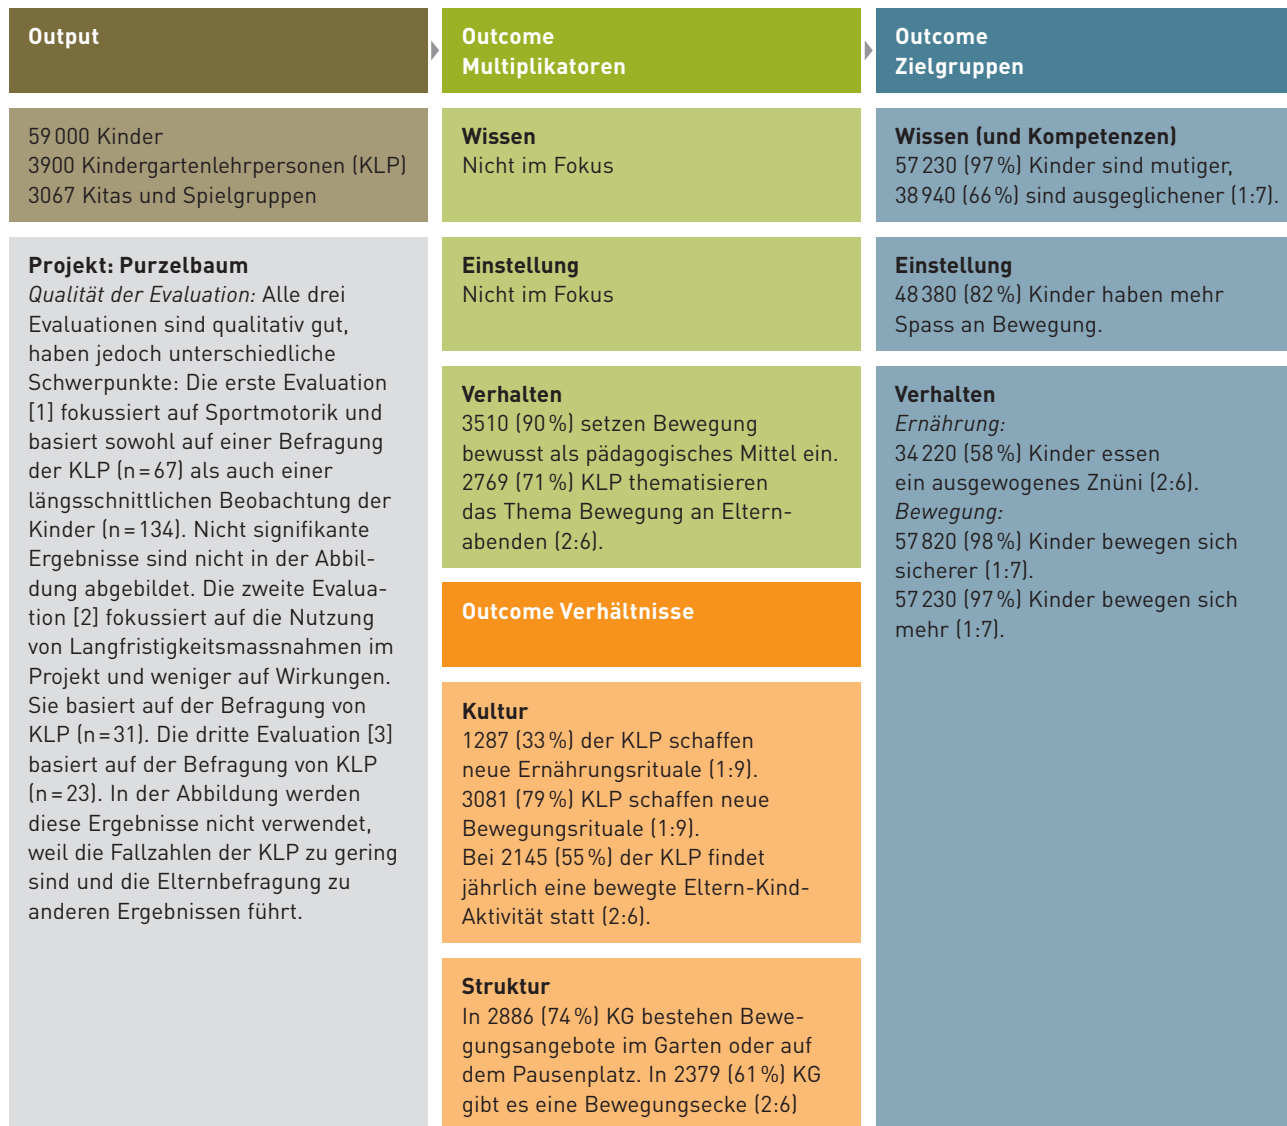 Output
59 000 Kinder
3900 Kindergartenlehrpersonen (KLP)
3067 Kitas und Spielgruppen
Projekt: Purzelbaum
Qualität der Evaluation: Alle drei
Evaluationen sind qualitativ gut,
haben jedoch unterschiedliche
Schwerpunkte: Die erste Evaluation
[1] fokussiert auf Sportmotorik und
basiert sowohl auf einer Befragung
der KLP (n = 67) als auch einer
längsschnittlichen Beobachtung der
Kinder (n = 134). Nicht signifikante
Ergebnisse sind nicht in der Abbil-
dung abgebildet. Die zweite Evalua-
tion [2] fokussiert auf die Nutzung
von Langfristigkeitsmassnahmen im
Projekt und weniger auf Wirkungen.
Sie basiert auf der Befragung von
KLP (n = 31). Die dritte Evaluation [3]
basiert auf der Befragung von KLP
(n = 23). In der Abbildung werden
diese Ergebnisse nicht verwendet,
weil die Fallzahlen der KLP zu gering
sind und die Elternbefragung zu
anderen Ergebnissen führt.
Outcome
Multiplikatoren
Wissen
Nicht im Fokus
Einstellung
Nicht im Fokus
Verhalten
3510 (90 %) setzen Bewegung
bewusst als pädagogisches Mittel ein.
2769 (71 %) KLP thematisieren
das Thema Bewegung an Eltern-
abenden (2:6).
Outcome Verhältnisse
Kultur
1287 (33 %) der KLP schaffen
neue Ernährungsrituale (1:9).
3081 (79 %) KLP schaffen neue
Bewegungsrituale (1:9).
Bei 2145 (55 %) der KLP findet
jährlich eine bewegte Eltern-Kind-
Aktivität statt (2:6).
Struktur
In 2886 (74 %) KG bestehen Bewe-
gungsangebote im Garten oder auf
dem Pausenplatz. In 2379 (61 %) KG
gibt es eine Bewegungsecke (2:6)
Outcome
Zielgruppen
Wissen (und Kompetenzen)
57 230 (97 %) Kinder sind mutiger,
38 940 (66 %) sind ausgeglichener (1:7).
Einstellung
48 380 (82 %) Kinder haben mehr
Spass an Bewegung.
Verhalten
Ernährung:
34 220 (58 %) Kinder essen
ein ausgewogenes Znüni (2:6).
Bewegung:
57 820 (98 %) Kinder bewegen sich
sicherer (1:7).
57 230 (97 %) Kinder bewegen sich
mehr (1:7).